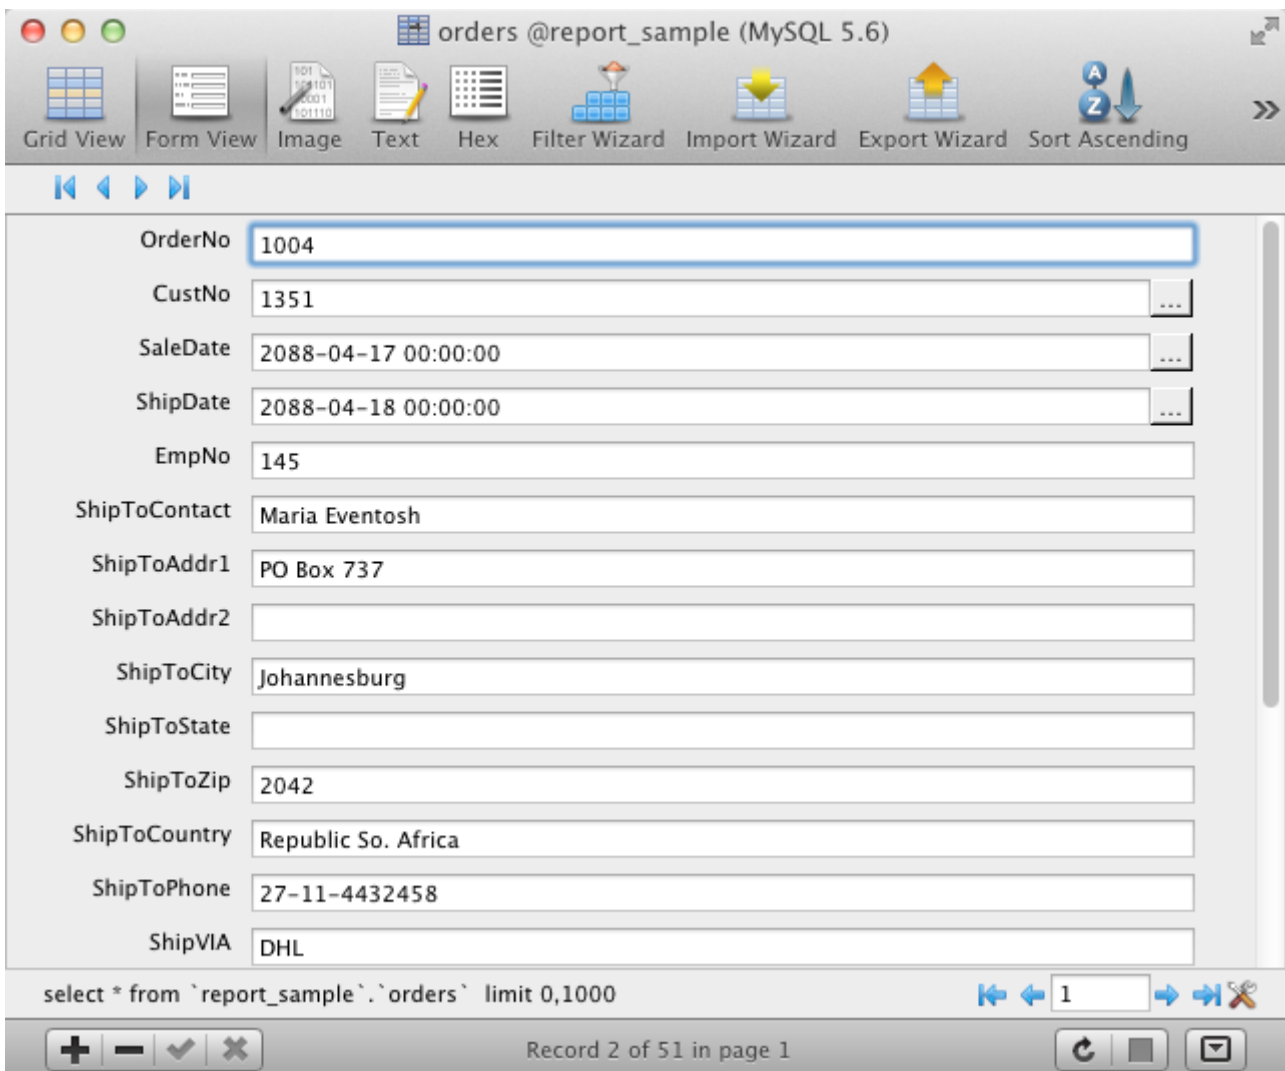 orders @report_sample (MySQL 5.6)
Grid View Form View Image Text Hex Filter Wizard Import Wizard Export Wizard Sort Ascending
OrderNo 1004
CustNo 1351 ...
SaleDate 2088-04-17 00:00:00 ...
ShipDate 2088-04-18 00:00:00 ...
EmpNo 145
ShipToContact Maria Eventosh
ShipToAddr1 PO Box 737
ShipToAddr2
ShipToCity Johannesburg
ShipToState
ShipToZip 2042
ShipToCountry Republic So. Africa
ShipToPhone 27-11-4432458
ShipVIA DHL
select * from `report_sample`.`orders` limit 0,1000 1
Record 2 of 51 in page 1